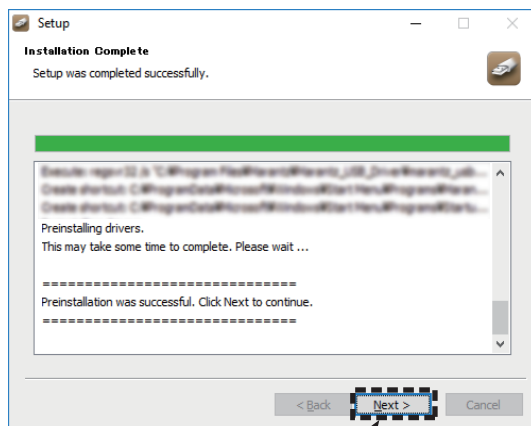 Setup
Installation Complete
Setup was completed successfully.
Preinstalling drivers.
This may take some time to complete. Please wait ...
==============================
Preinstallation was successful. Click Next to continue.
==============================
< Back Next > Cancel